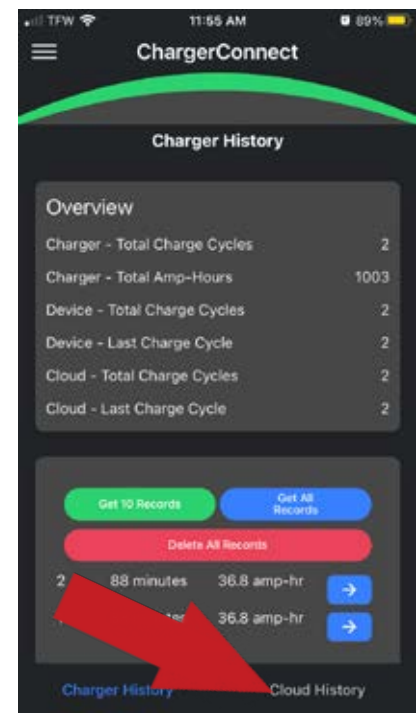 TFW 11:55 AM 89%
ChargerConnect
Charger History
Overview
Charger - Total Charge Cycles 2
Charger - Total Amp-Hours 1003
Device - Total Charge Cycles 2
Device - Last Charge Cycle 2
Cloud - Total Charge Cycles 2
Cloud - Last Charge Cycle 2
Get 10 Records
Get All
Records
Delete All Records
2 88 minutes 36.8 amp-hr
36.8 amp-hr
Charger History Cloud History